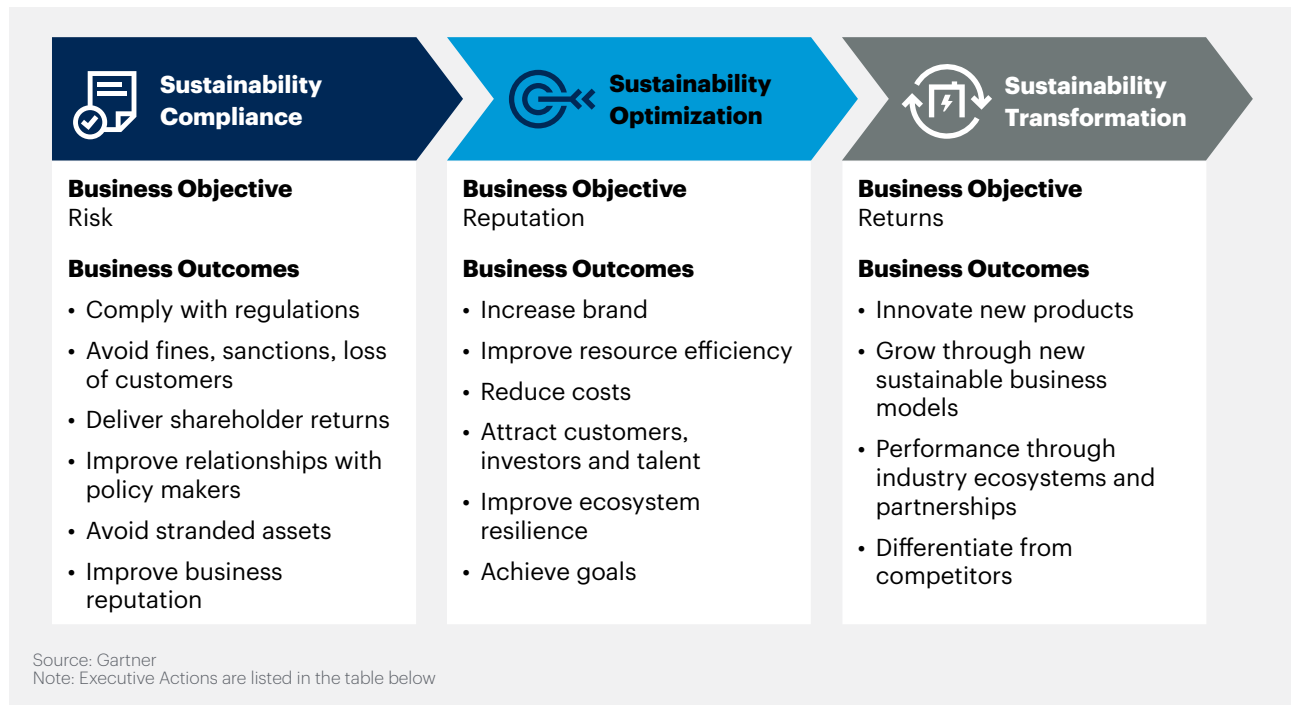 Sustainability
Compliance
Business Objective
Risk
Business Outcomes
• Comply with regulations
• Avoid fines, sanctions, loss
of customers
• Deliver shareholder returns
• Improve relationships with
policy makers
• Avoid stranded assets
• Improve business
reputation
Sustainability
Optimization
Business Objective
Reputation
Business Outcomes
• Increase brand
• Improve resource efficiency
• Reduce costs
• Attract customers,
investors and talent
• Improve ecosystem
resilience
• Achieve goals
Sustainability
Transformation
Business Objective
Returns
Business Outcomes
• Innovate new products
• Grow through new
sustainable business
models
• Performance through
industry ecosystems and
partnerships
• Differentiate from
competitors
Source: Gartner
Note: Executive Actions are listed in the table below